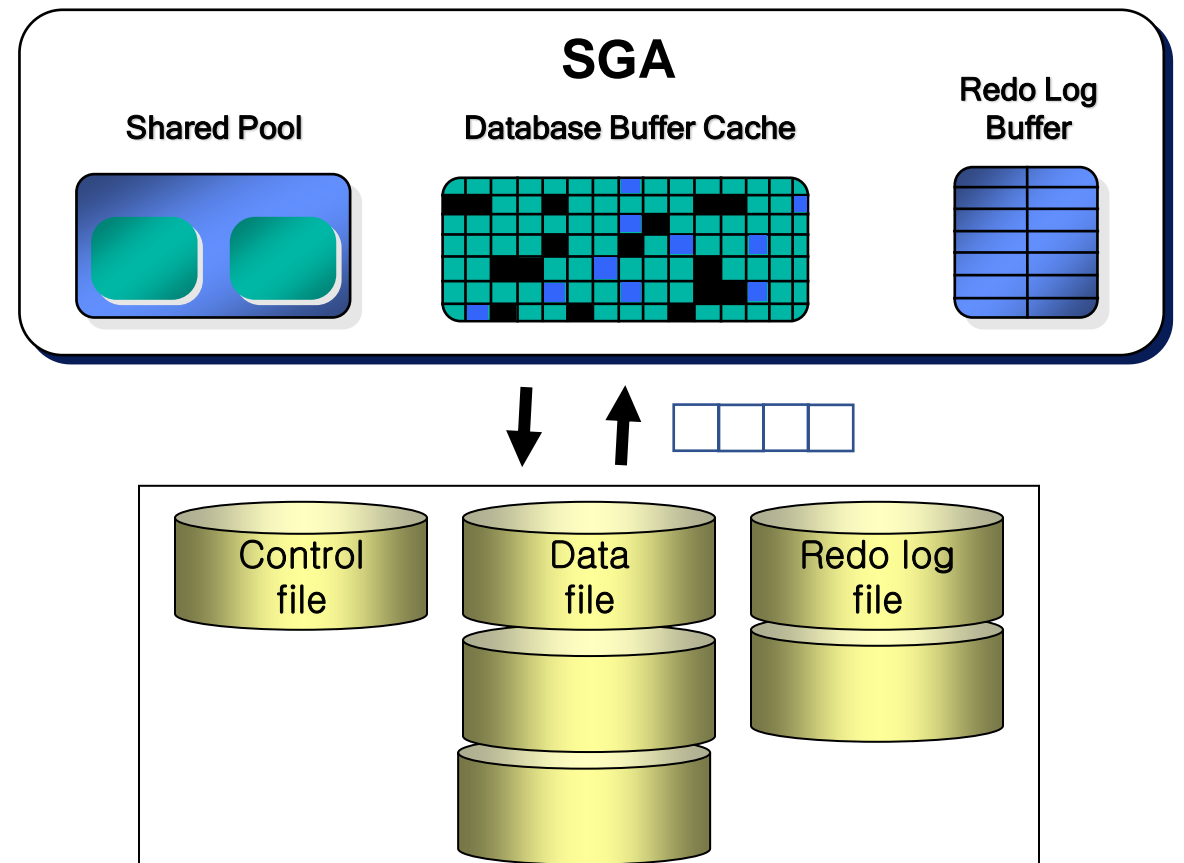 SGA
Shared Pool
Database Buffer Cache
Redo Log
Buffer
Control
file
Data
file
Redo log
file